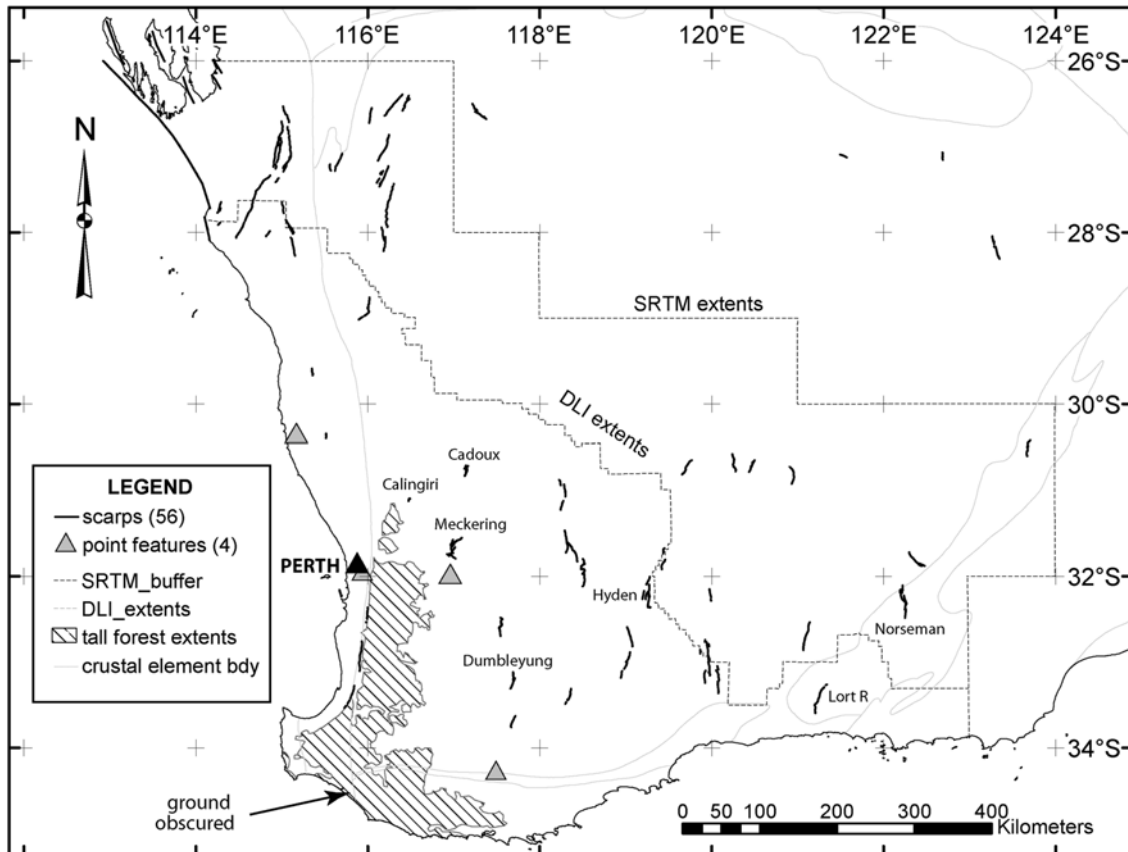 114°E 116°E 118°E 120°E 122°E 124°E
26°S
N
28°S
SRTM extents
30°S
DLI extents
Cadoux
Calingiri
Meckering
PERTH
32°S
Hyden
Norseman
Dumbleyung
Lort R
34°S
LEGEND
scarps (56)
point features (4)
SRTM_buffer
DLI_extents
tall forest extents
crustal element bdy
ground
obscured
0 50 100 200 300 400
Kilometers